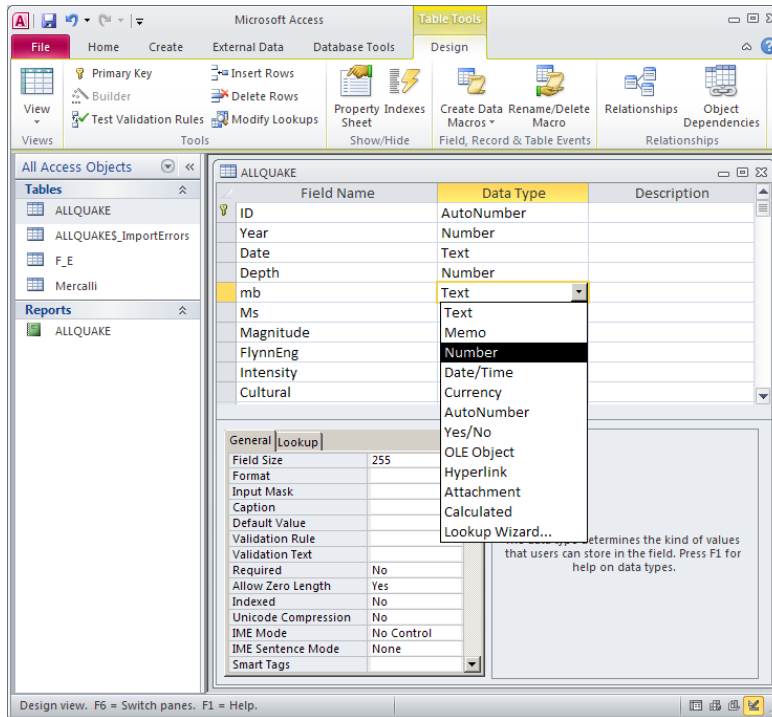 Microsoft Access
Table Tools
File Home Create External Data Database Tools Design
View
Primary Key
Builder
Test Validation Rules
Insert Rows
Delete Rows
Modify Lookups
Property Sheet
Indexes
Create Data Macros
Rename/Delete Macro
Relationships
Object Dependencies
Views Tools Show/Hide Field, Record & Table Events Relationships
All Access Objects
Tables
ALLQUAKE
ALLQUAKE$_ImportErrors
F_E
Mercalli
Reports
ALLQUAKE
ALLQUAKE
Field Name Data Type Description
ID AutoNumber
Year Number
Date Text
Depth Number
mb Text
Ms
Magnitude
FlynnEng
Intensity
Cultural
Text
Memo
Number
Date/Time
Currency
AutoNumber
Yes/No
OLE Object
Hyperlink
Attachment
Calculated
Lookup Wizard...
General Lookup
Field Size 255
Format
Input Mask
Caption
Default Value
Validation Rule
Validation Text
Required No
Allow Zero Length Yes
Indexed No
Unicode Compression No
IME Mode No Control
IME Sentence Mode None
Smart Tags
determines the kind of values
that users can store in the field. Press F1 for
help on data types.
Design view. F6 = Switch panes. F1 = Help.